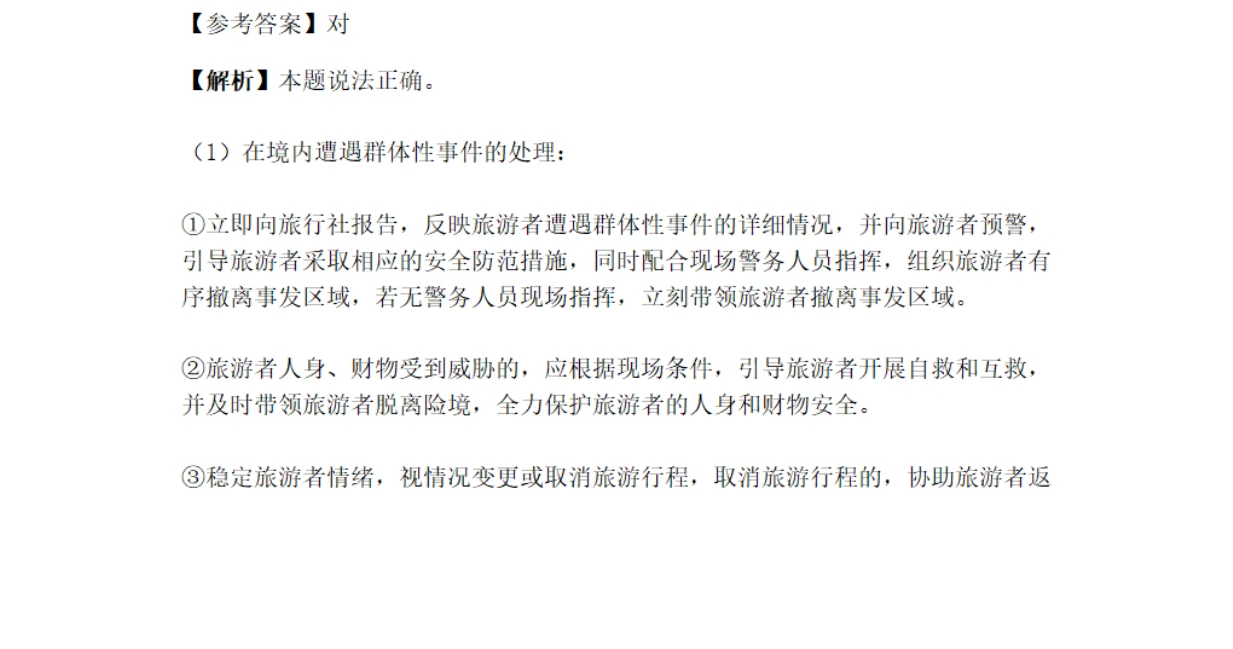 【参考答案】对
【解析】本题说法正确。
（1）在境内遭遇群体性事件的处理：
①立即向旅行社报告，反映旅游者遭遇群体性事件的详细情况，并向旅游者预警，
引导旅游者采取相应的安全防范措施，同时配合现场警务人员指挥，组织旅游者有
序撤离事发区域，若无警务人员现场指挥，立刻带领旅游者撤离事发区域。
②旅游者人身、财物受到威胁的，应根据现场条件，引导旅游者开展自救和互救，
并及时带领旅游者脱离险境，全力保护旅游者的人身和财物安全。
③稳定旅游者情绪，视情况变更或取消旅游行程，取消旅游行程的，协助旅游者返